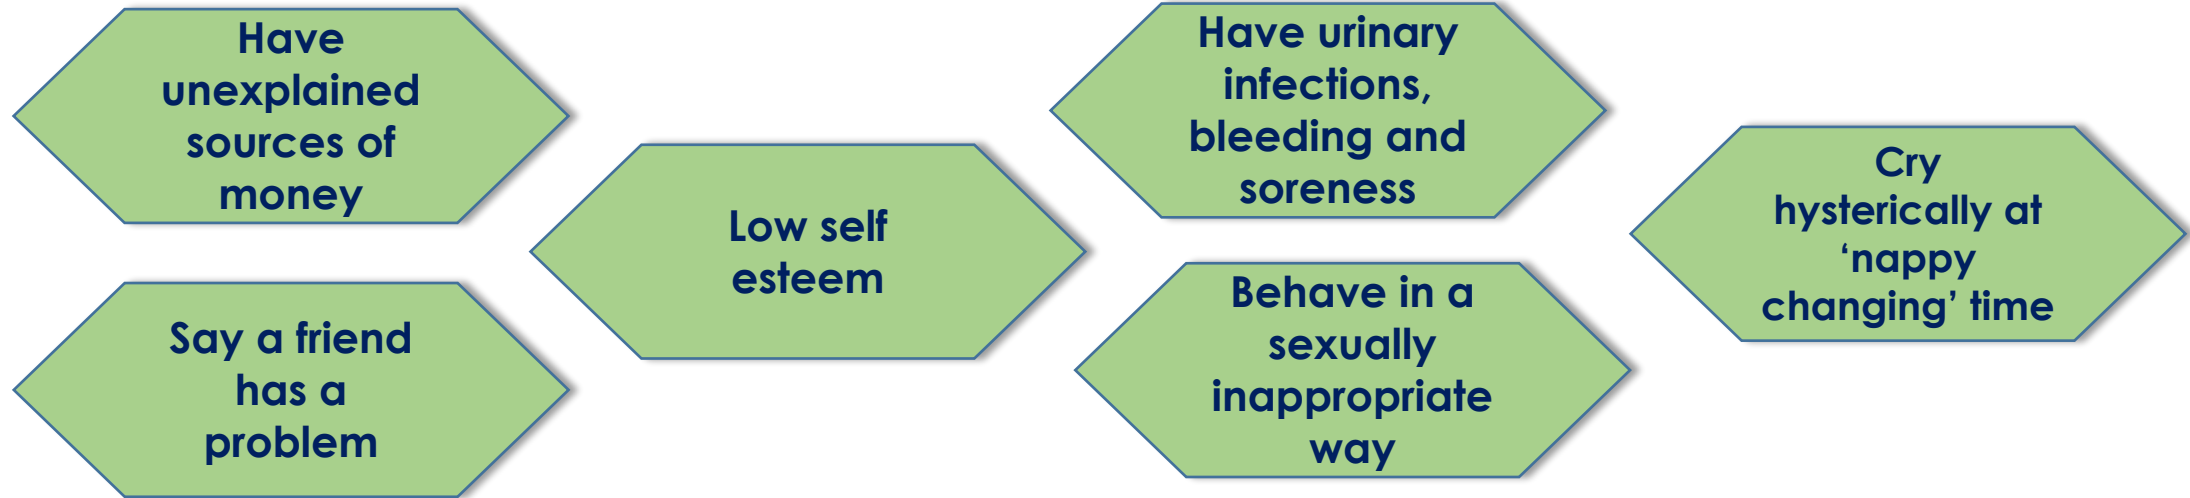 Have
unexplained
sources of
money
Say a friend
has a
problem
Low self
esteem
Have urinary
infections,
bleeding and
soreness
Behave in a
sexually
inappropriate
way
Cry
hysterically at
‘nappy
changing’ time